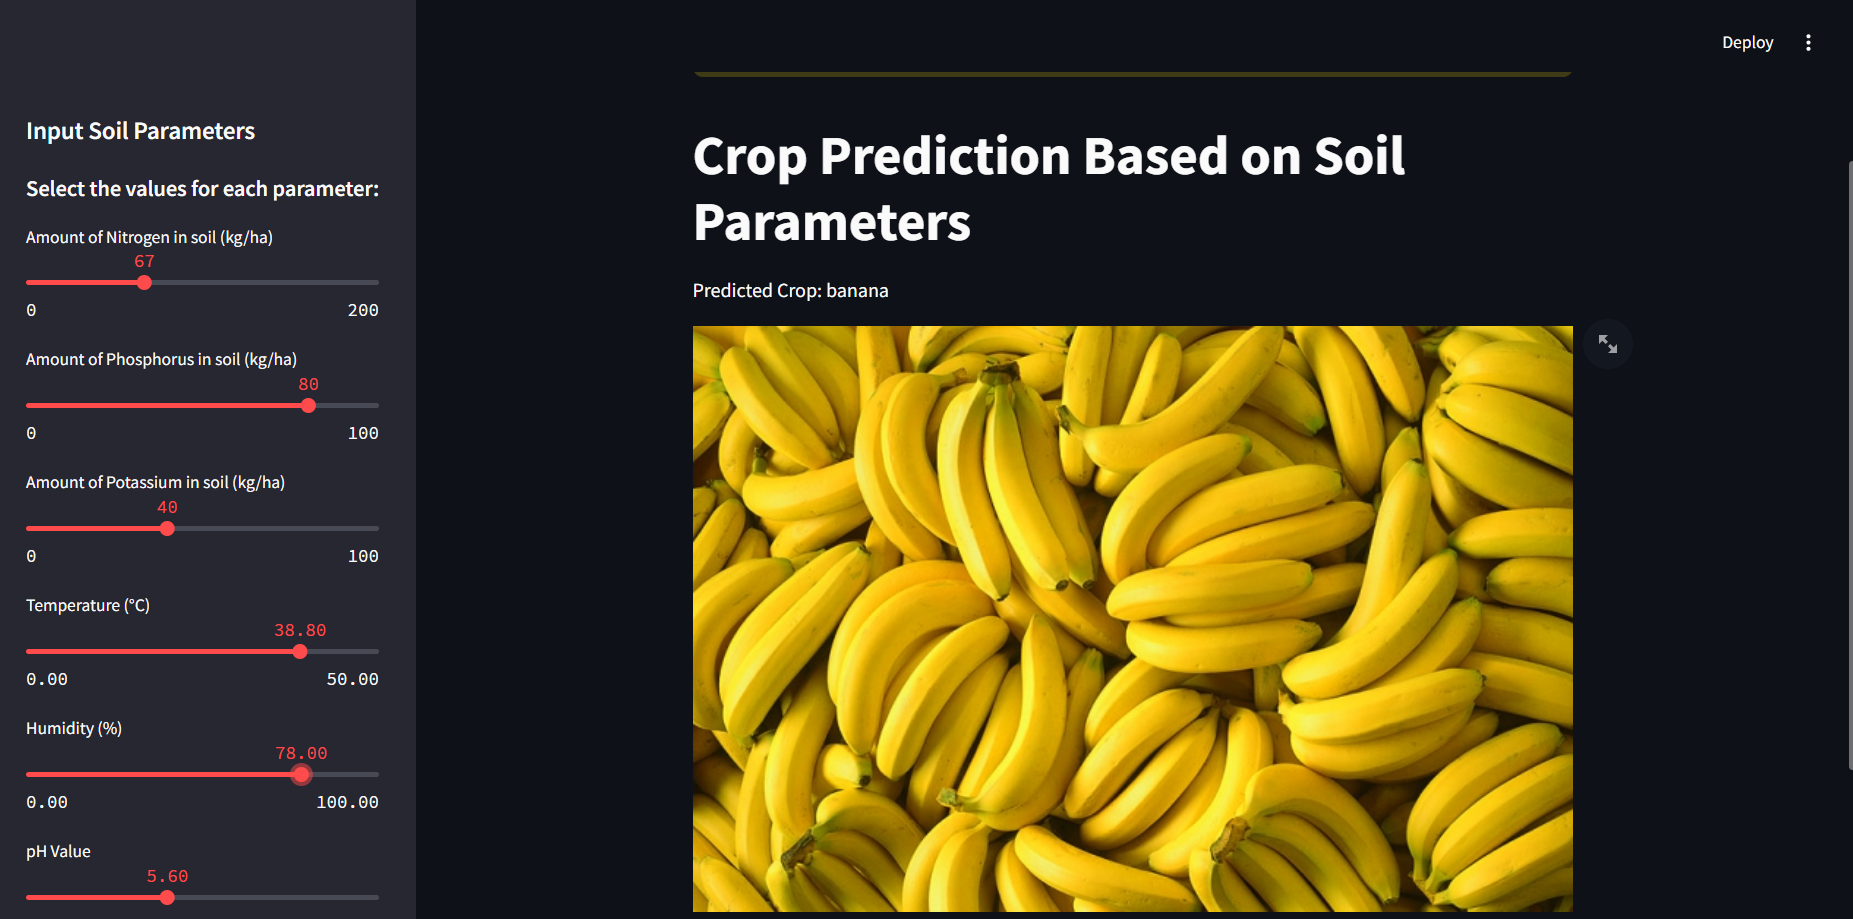 Deploy
Input Soil Parameters
Select the values for each parameter:
Amount of Nitrogen in soil (kg/ha)
67
0 200
Amount of Phosphorus in soil (kg/ha)
80
0 100
Amount of Potassium in soil (kg/ha)
40
0 100
Temperature (°C)
38.80
0.00 50.00
Humidity (%)
78.00
0.00 100.00
pH Value
5.60
Crop Prediction Based on Soil
Parameters
Predicted Crop: banana